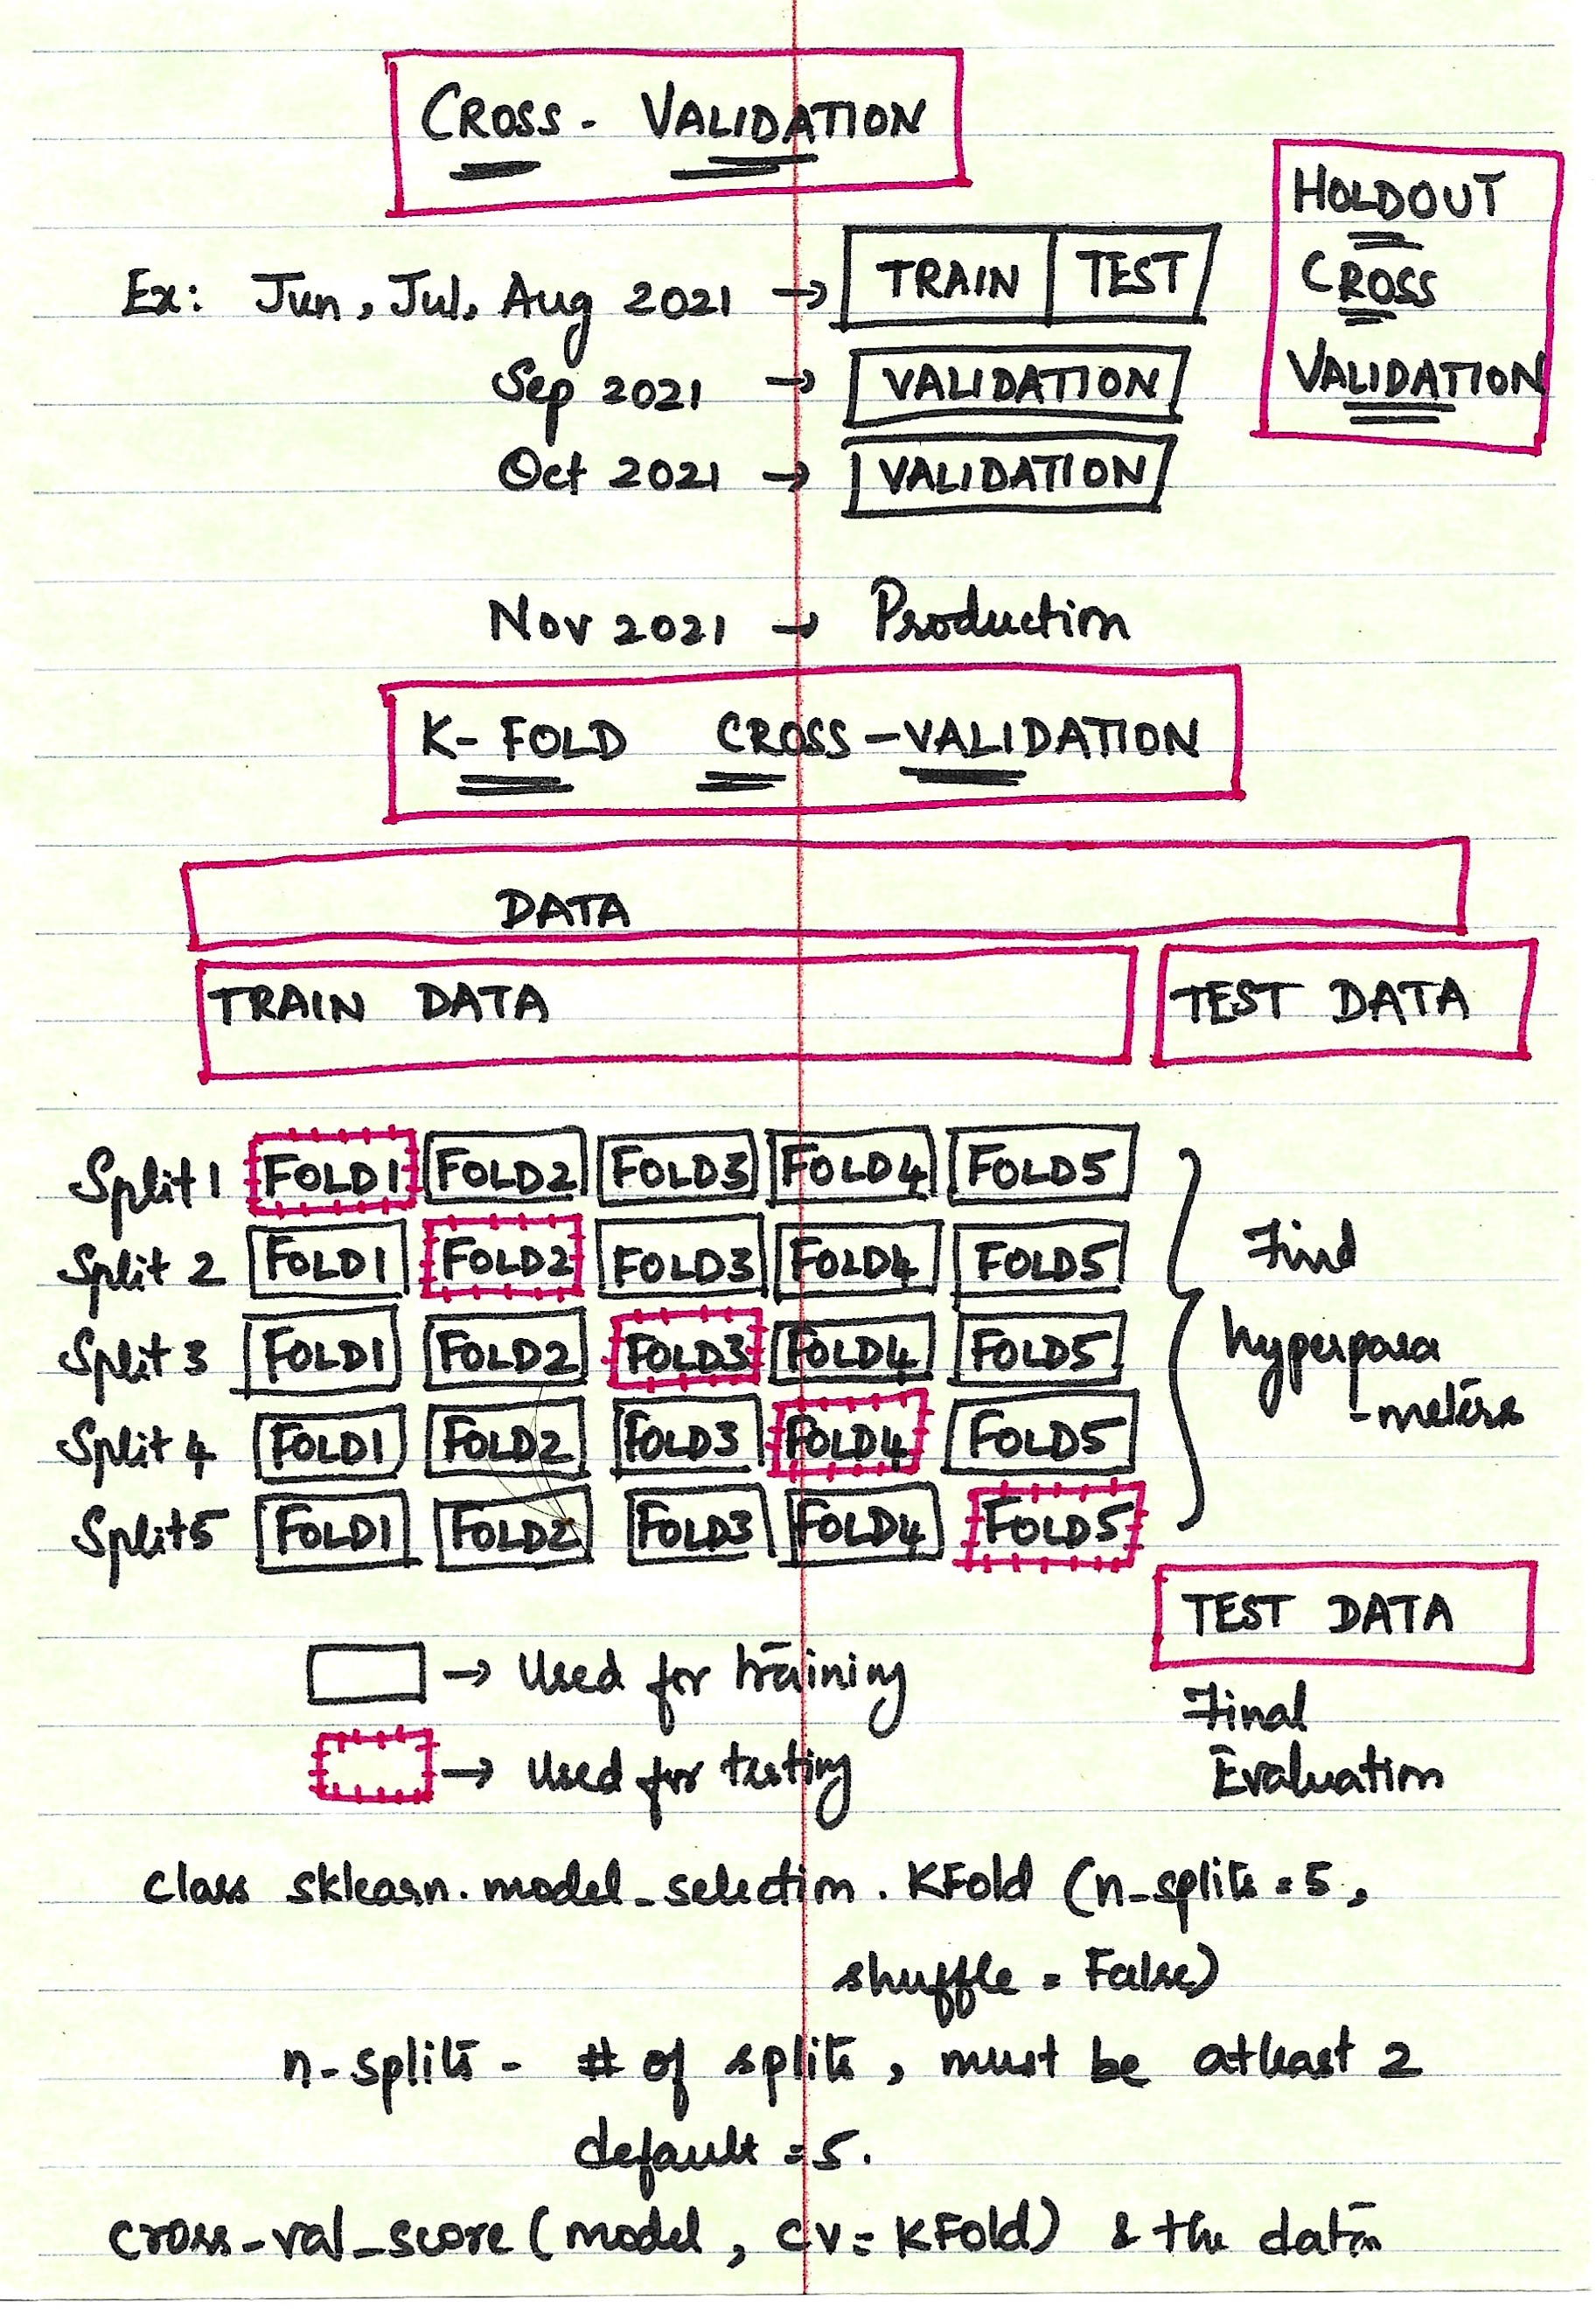 CROSS - VALIDATION
HOLDOUT
CROSS
VALIDATION
Ex: Jun, Jul, Aug 2021 → TRAIN TEST
Sep 2021 → VALIDATION
Oct 2021 → VALIDATION
Nov 2021 → Production
K-FOLD CROSS-VALIDATION
DATA
TRAIN DATA TEST DATA
Split 1 FOLD1 FOLD2 FOLD3 FOLD4 FOLD5
Split 2 FOLD1 FOLD2 FOLD3 FOLD4 FOLD5
Split 3 FOLD1 FOLD2 FOLD3 FOLD4 FOLD5
Split 4 FOLD1 FOLD2 FOLD3 FOLD4 FOLD5
Split 5 FOLD1 FOLD2 FOLD3 FOLD4 FOLD5
Find
hyperpara
-meters
TEST DATA
Final
Evaluation
→ Used for training
→ Used for testing
class sklearn.model_selection.KFold (n_splits=5,
shuffle = False)
n-splits - # of splits, must be atleast 2
default = 5.
cross-val_score (model, cv = KFold) & the data